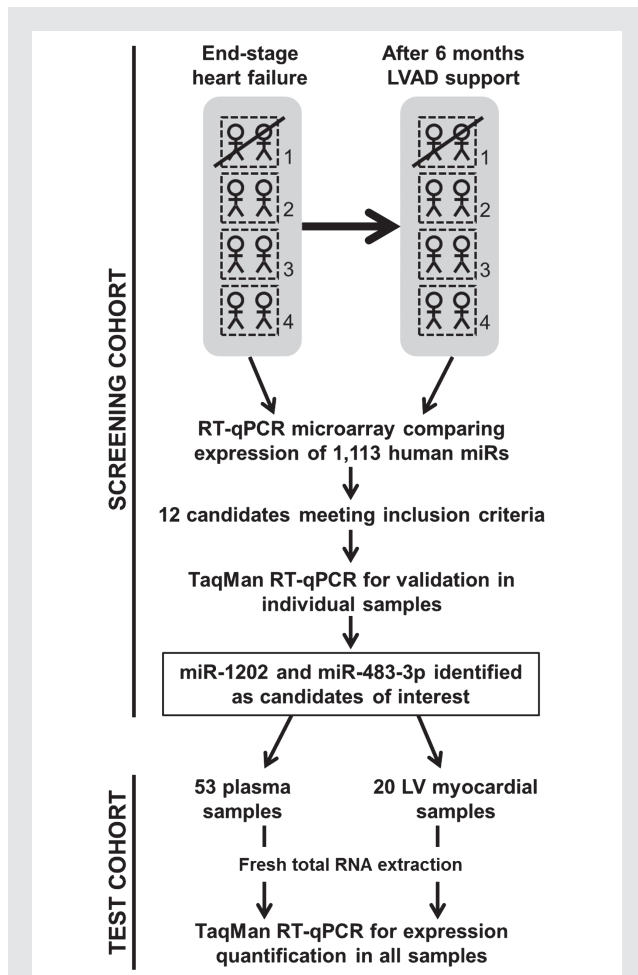 End-stage
heart failure
After 6 months
LVAD support
1
2
3
4
1
2
3
4
SCREENING COHORT
RT-qPCR microarray comparing
expression of 1,113 human miRs
12 candidates meeting inclusion criteria
TaqMan RT-qPCR for validation in
individual samples
miR-1202 and miR-483-3p identified
as candidates of interest
TEST COHORT
53 plasma
samples
20 LV myocardial
samples
Fresh total RNA extraction
TaqMan RT-qPCR for expression
quantification in all samples